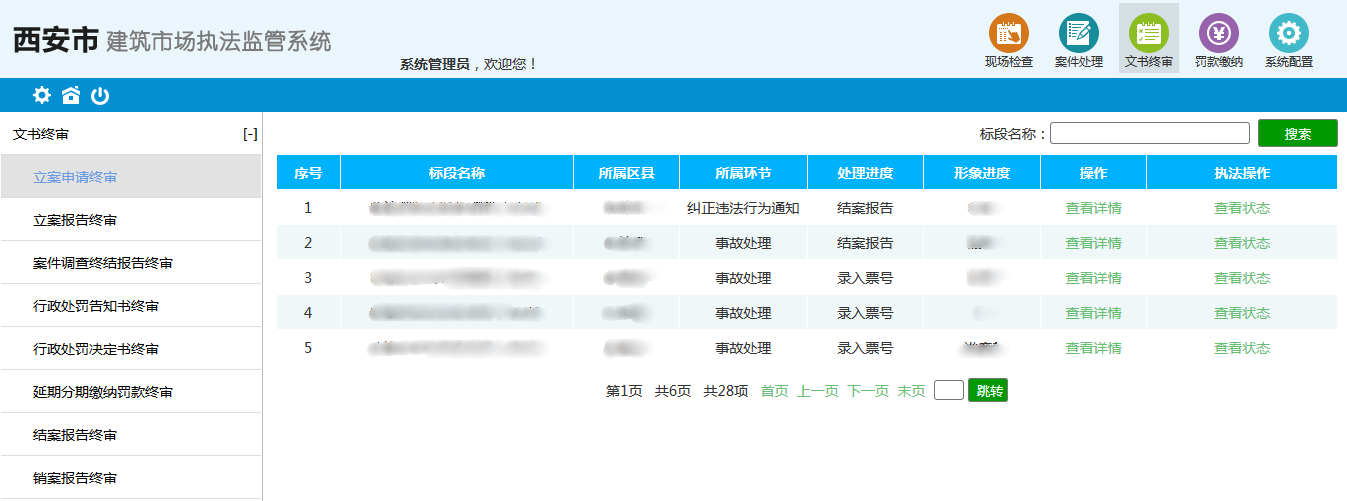 西安市 建筑市场执法监管系统
系统管理员，欢迎您！
现场检查 案件处理 文书终审 罚款缴纳 系统配置
文书终审 [-]
立案申请终审
立案报告终审
案件调查终结报告终审
行政处罚告知书终审
行政处罚决定书终审
延期分期缴纳罚款终审
结案报告终审
销案报告终审
标段名称： 搜索
序号 标段名称 所属区县 所属环节 处理进度 形象进度 操作 执法操作
1 纠正违法行为通知 结案报告 查看详情 查看状态
2 事故处理 结案报告 查看详情 查看状态
3 事故处理 录入票号 查看详情 查看状态
4 事故处理 录入票号 查看详情 查看状态
5 事故处理 录入票号 查看详情 查看状态
第1页 共6页 共28项 首页 上一页 下一页 末页 跳转